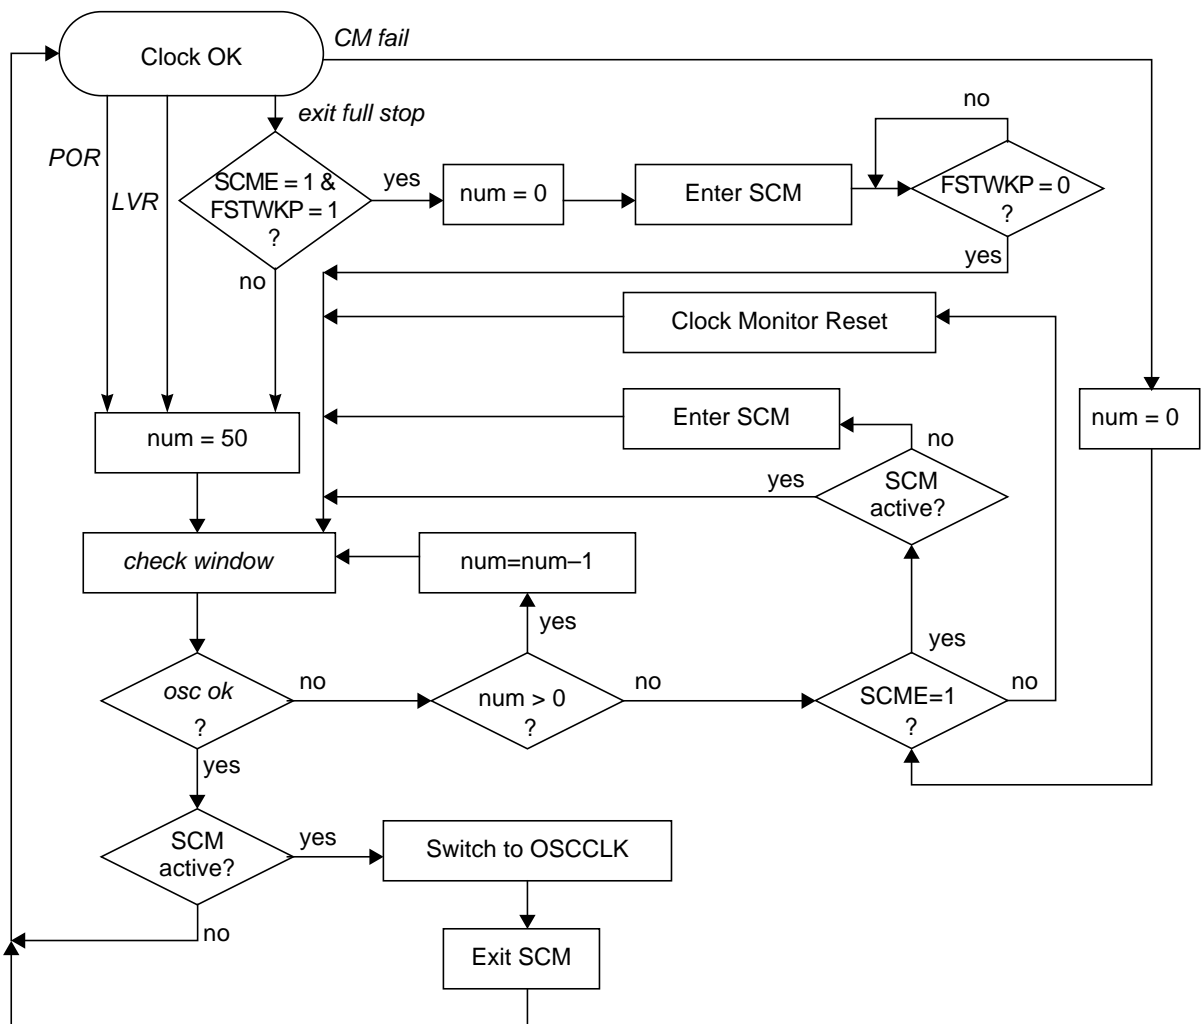 CM fail
Clock OK
exit full stop
no
POR
SCME = 1 &
FSTWKP = 1
?
yes
num = 0
Enter SCM
FSTWKP = 0
?
LVR
yes
no
Clock Monitor Reset
Enter SCM
num = 0
num = 50
no
SCM
active?
yes
check window
num=num–1
yes
yes
osc ok
?
no
num > 0
?
no
SCME=1
?
no
yes
SCM
active?
yes
Switch to OSCCLK
no
Exit SCM